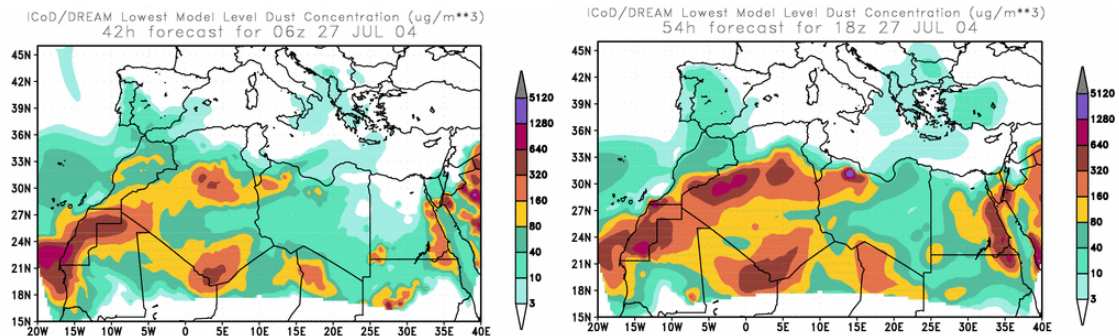 ICoD/DREAM Lowest Model Level Dust Concentration (ug/m**3)
42h forecast for 06z 27 JUL 04
45N
42N
39N
36N
33N
30N
27N
24N
21N
18N
15N
20W 15W 10W 5W 0 5E 10E 15E 20E 25E 30E 35E 40E
5120
1280
640
320
160
80
40
10
3
ICoD/DREAM Lowest Model Level Dust Concentration (ug/m**3)
54h forecast for 18z 27 JUL 04
45N
42N
39N
36N
33N
30N
27N
24N
21N
18N
15N
20W 15W 10W 5W 0 5E 10E 15E 20E 25E 30E 35E 40E
5120
1280
640
320
160
80
40
10
3